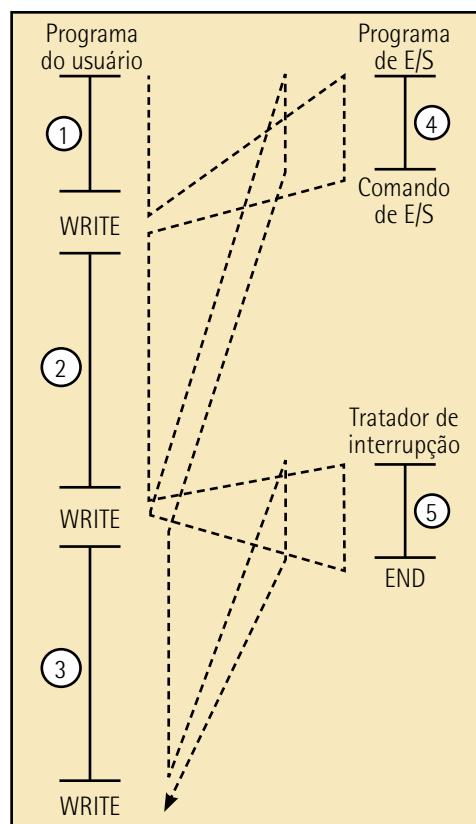 Programa
do usuário
1
WRITE
2
WRITE
3
WRITE
Programa
de E/S
4
Comando
de E/S
Tratador de
interrupção
5
END